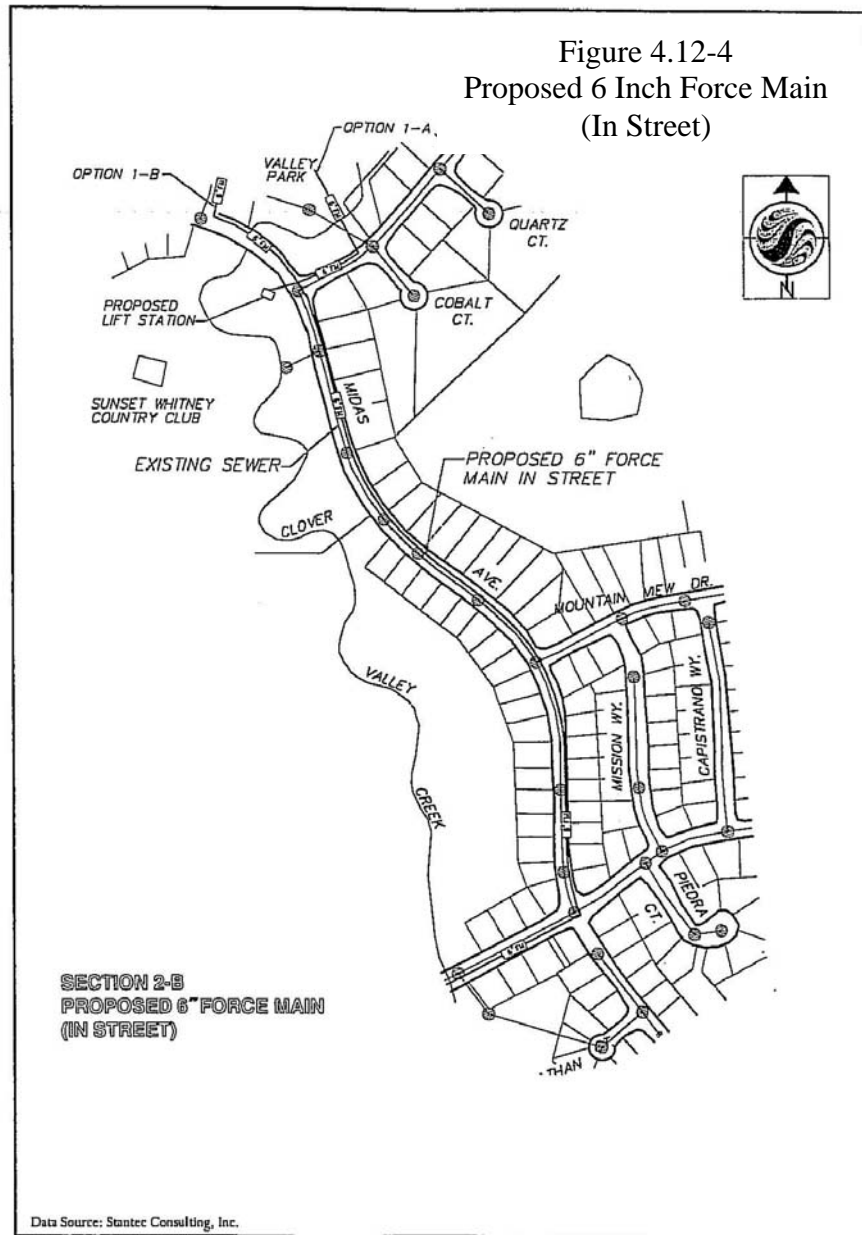 Figure 4.12-4
Proposed 6 Inch Force Main
(In Street)
OPTION 1-A
VALLEY
PARK
OPTION 1-B
QUARTZ
CT.
COBALT
CT.
PROPOSED
LIFT STATION
N
SUNSET WHITNEY
COUNTRY CLUB
MIDAS
EXISTING SEWER
PROPOSED 6" FORCE
MAIN IN STREET
CLOVER
AVE.
MOUNTAIN MEW DR.
VALLEY
MISSION WY.
CAPISTRANO WY.
CREEK
PIEDRA
CT.
SECTION 2-B
PROPOSED 6" FORCE MAIN
(IN STREET)
THAN
Data Source: Stantec Consulting, Inc.